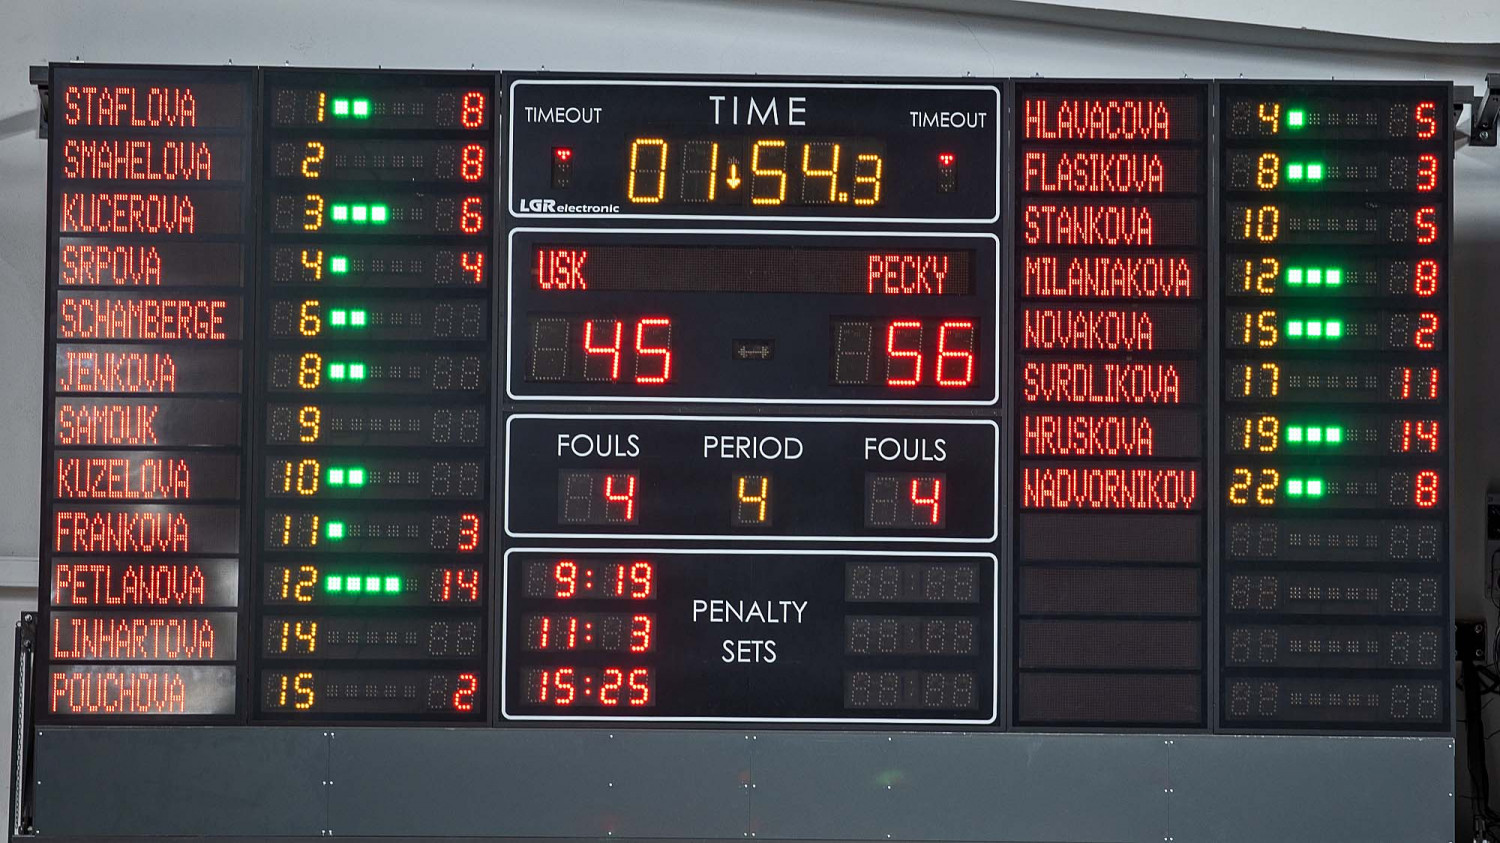 STAFLOVA 1 8
SMAHELOVA 2 8
KUCEROVA 3 6
SRPOVA 4 4
SCHAMBERGE 6
JENKOVA 8
SAMOUK 9
KUZELOVA 10
FRANKOVA 11 3
PETLANOVA 12 14
LINHARTOVA 14
POUCHOVA 15 2
TIMEOUT TIME TIMEOUT
01:54.3
LGR electronic
USK PECKY
45 56
FOULS PERIOD FOULS
4 4 4
9:19
11: 3
15:25
PENALTY
SETS
HLAVACOVA 4 5
FLASIKOVA 8 3
STANKOVA 10 5
MILANIAKOVA 12 8
NOVAKOVA 15 2
SVRDLIKOVA 17 11
HRUSKOVA 19 14
NADVORNIKOV 22 8